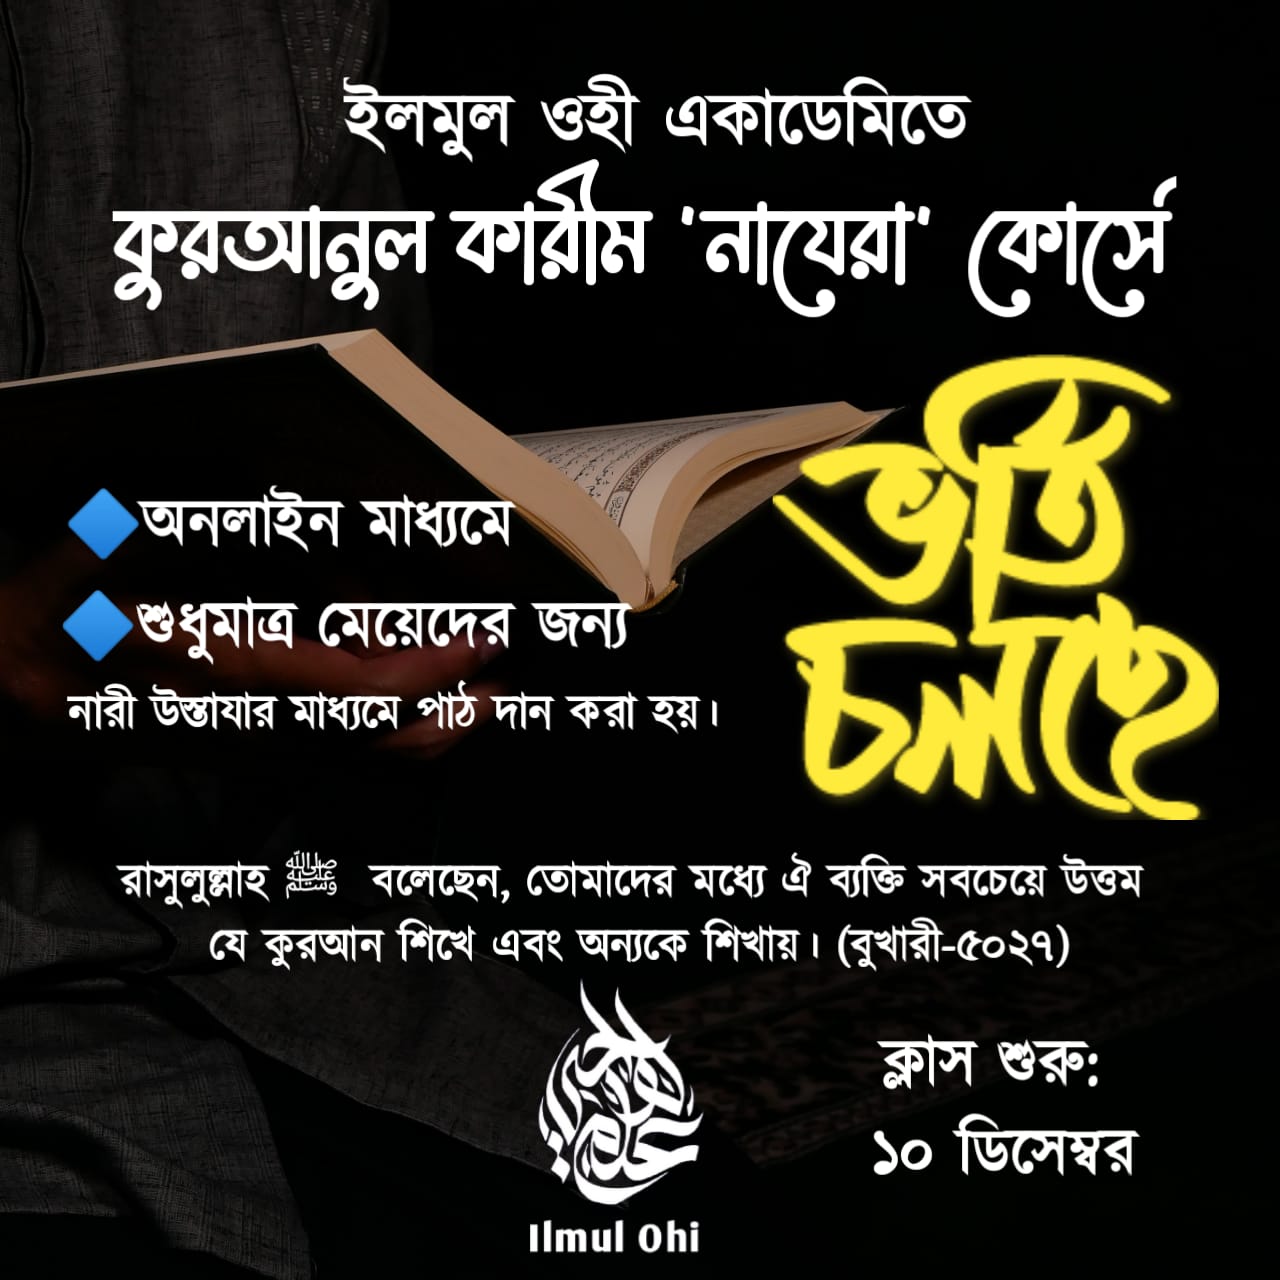 ইলমুল ওহী একাডেমিতে
কুরআনুল কারীম 'নাযেরা' কোর্সে
ভর্তি
চলছে
অনলাইন মাধ্যমে
শুধুমাত্র মেয়েদের জন্য
নারী উস্তাযার মাধ্যমে পাঠ দান করা হয়।
রাসুলুল্লাহ ﷺ বলেছেন, তোমাদের মধ্যে ঐ ব্যক্তি সবচেয়ে উত্তম
যে কুরআন শিখে এবং অন্যকে শিখায়। (বুখারী-৫০২৭)
ক্লাস শুরু:
১০ ডিসেম্বর
Ilmul Ohi